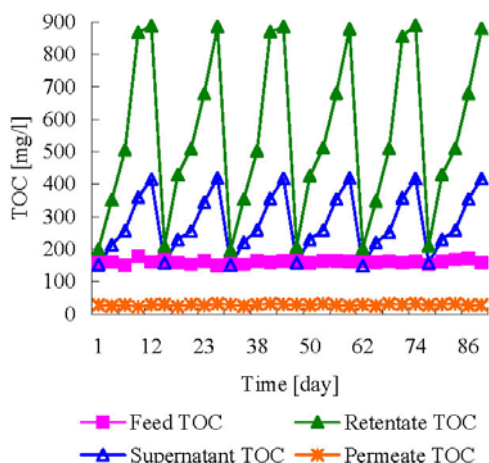 900
800
700
600
500
400
300
200
100
0
TOC [mg/l]
1 12 23 38 50 62 74 86
Time [day]
Feed TOC Retentate TOC
Supernatant TOC Permeate TOC